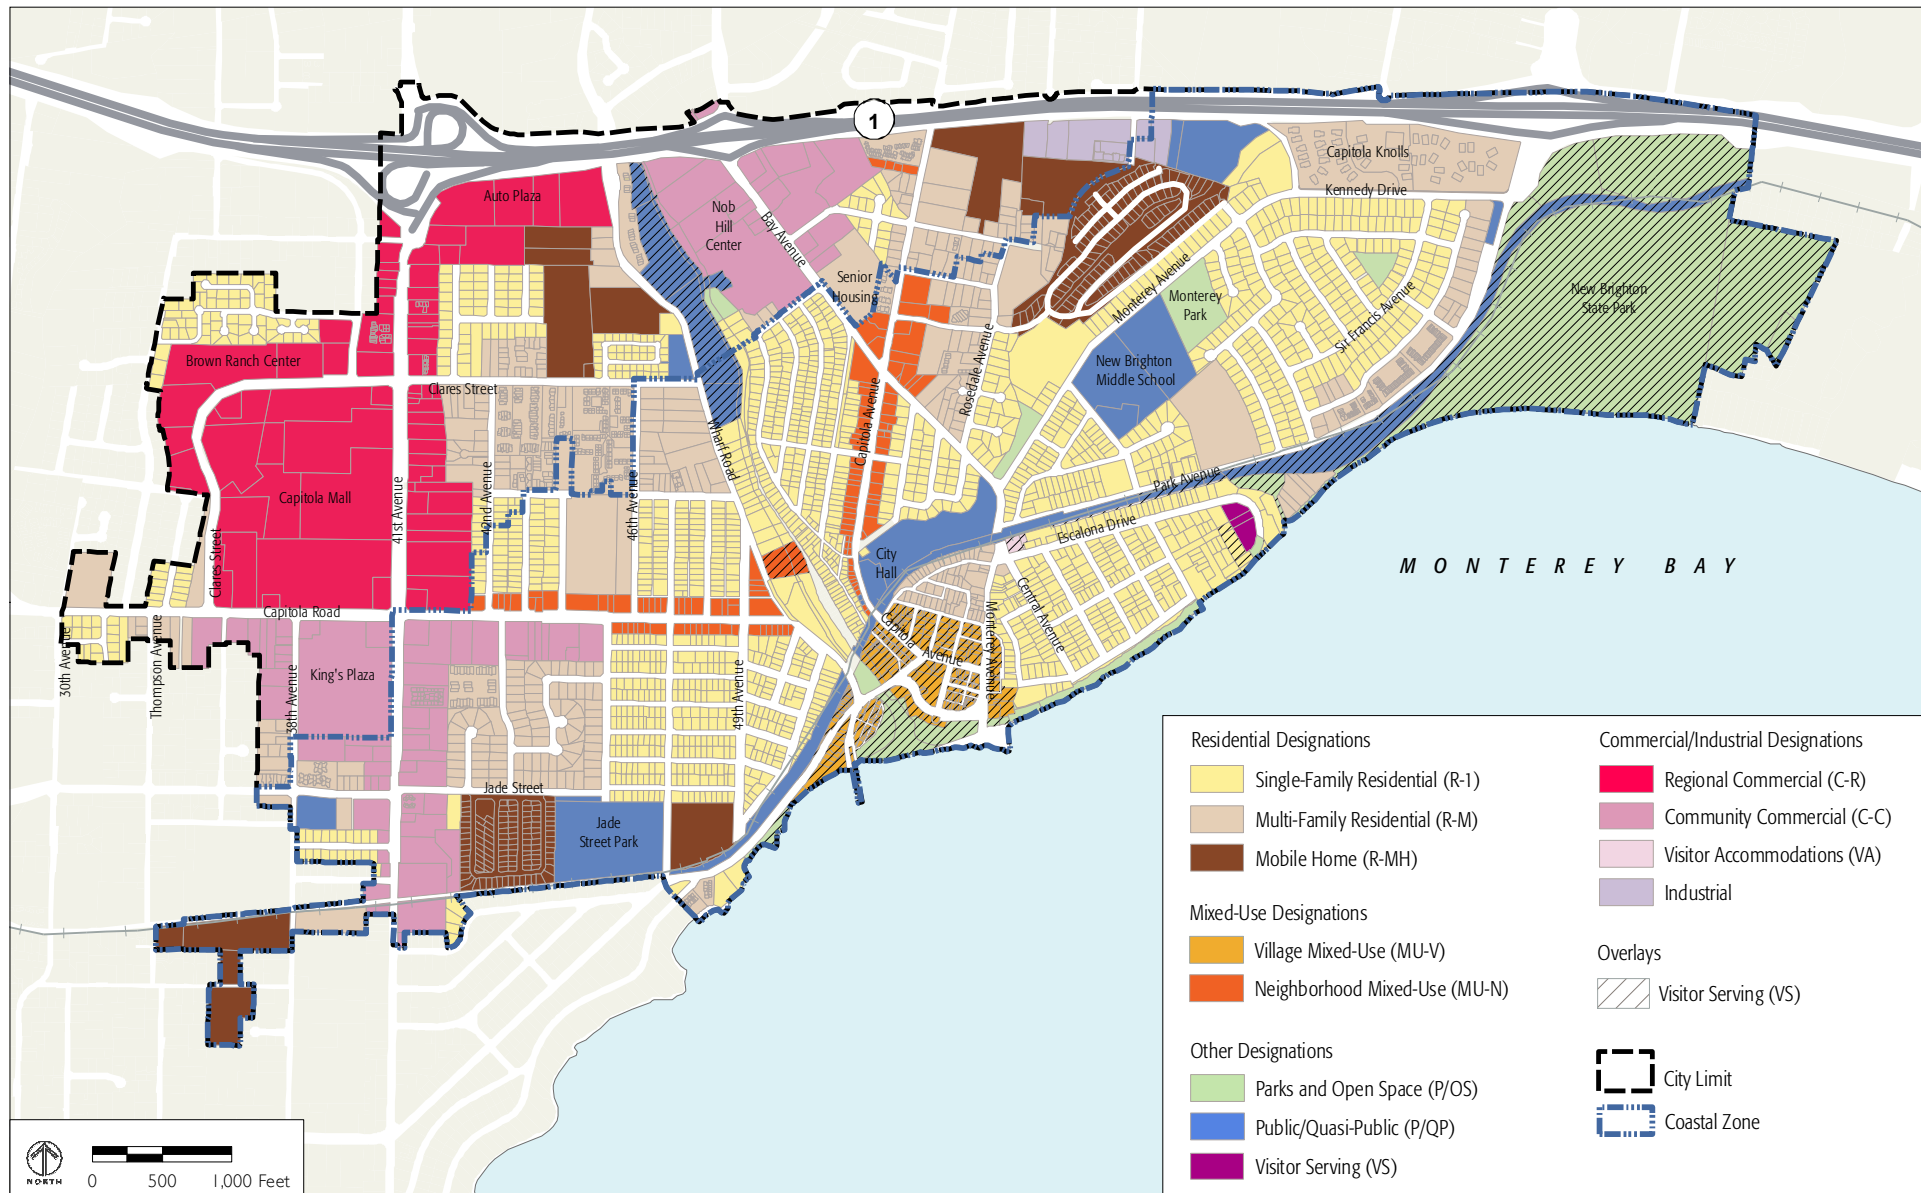 1
Auto Plaza
Nob
Hill
Center
Bay Avenue
Capitola Knolls
Kennedy Drive
Senior
Housing
Monterey Avenue
Monterey
Park
New Brighton
State Park
Sir Francis Avenue
Brown Ranch Center
Clares Street
New Brighton
Middle School
Rosedale Avenue
Capitola Avenue
Wharf Road
Capitola Mall
41st Avenue
42nd Avenue
46th Avenue
Park Avenue
Escalona Drive
Clares Street
City
Hall
MONTEREY BAY
Capitola Road
Central Avenue
Monterey Avenue
Capitola Avenue
30th Avenue
Thompson Avenue
38th Avenue
King's Plaza
49th Avenue
Jade Street
Jade
Street Park
Residential Designations
Single-Family Residential (R-1)
Multi-Family Residential (R-M)
Mobile Home (R-MH)
Mixed-Use Designations
Village Mixed-Use (MU-V)
Neighborhood Mixed-Use (MU-N)
Other Designations
Parks and Open Space (P/OS)
Public/Quasi-Public (P/QP)
Visitor Serving (VS)
Commercial/Industrial Designations
Regional Commercial (C-R)
Community Commercial (C-C)
Visitor Accommodations (VA)
Industrial
Overlays
Visitor Serving (VS)
City Limit
Coastal Zone
NORTH
0 500 1,000 Feet